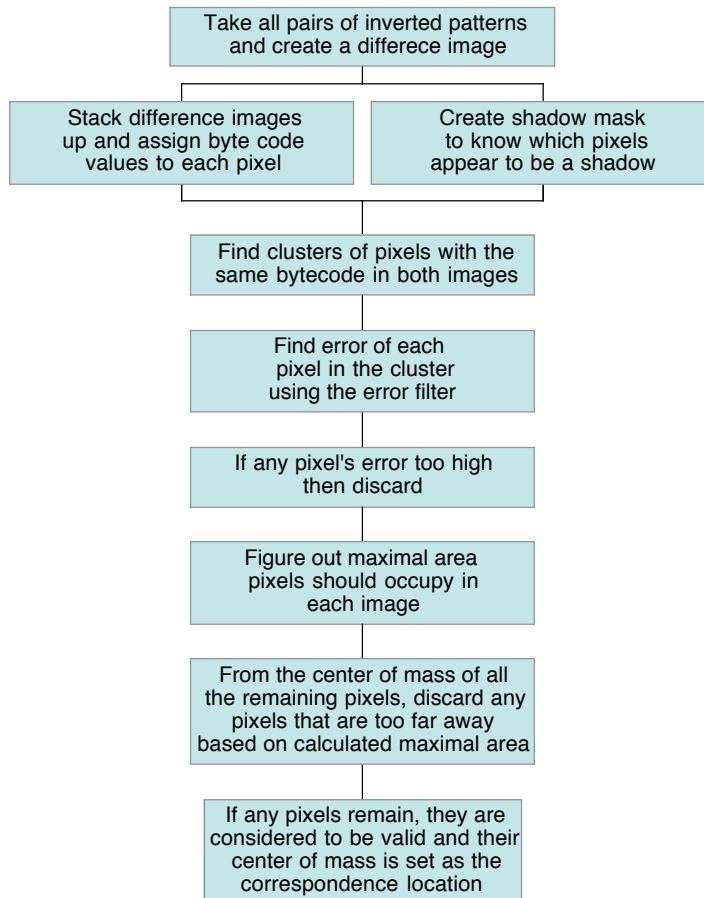 Take all pairs of inverted patterns
and create a differece image
Stack difference images
up and assign byte code
values to each pixel
Create shadow mask
to know which pixels
appear to be a shadow
Find clusters of pixels with the
same bytecode in both images
Find error of each
pixel in the cluster
using the error filter
If any pixel's error too high
then discard
Figure out maximal area
pixels should occupy in
each image
From the center of mass of all
the remaining pixels, discard any
pixels that are too far away
based on calculated maximal area
If any pixels remain, they are
considered to be valid and their
center of mass is set as the
correspondence location